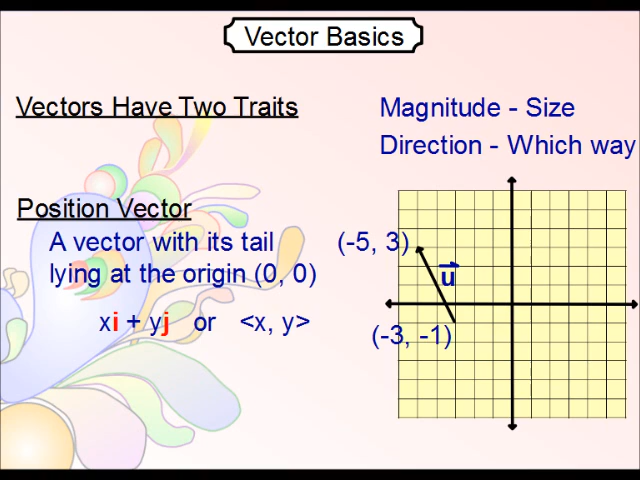 Vector Basics
Vectors Have Two Traits
Magnitude - Size
Direction - Which way
Position Vector
A vector with its tail
lying at the origin (0, 0)
xi + yj or <x, y>
(-5, 3)
u
(-3, -1)